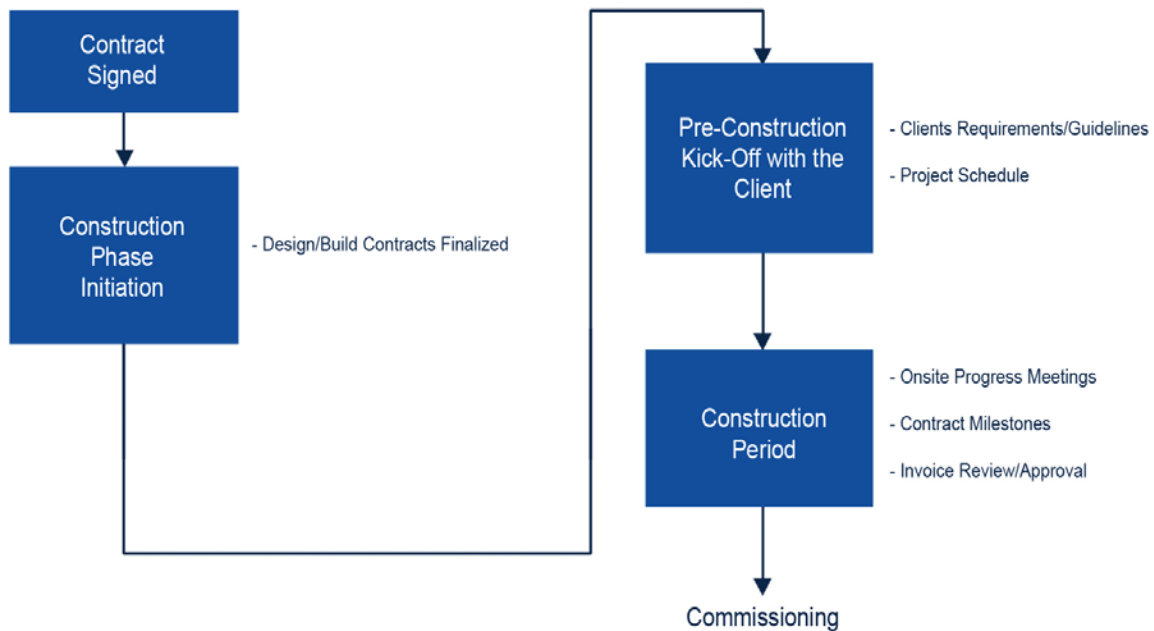 Contract
Signed
Construction
Phase
Initiation
- Design/Build Contracts Finalized
Pre-Construction
Kick-Off with the
Client
- Clients Requirements/Guidelines
- Project Schedule
Construction
Period
- Onsite Progress Meetings
- Contract Milestones
- Invoice Review/Approval
Commissioning